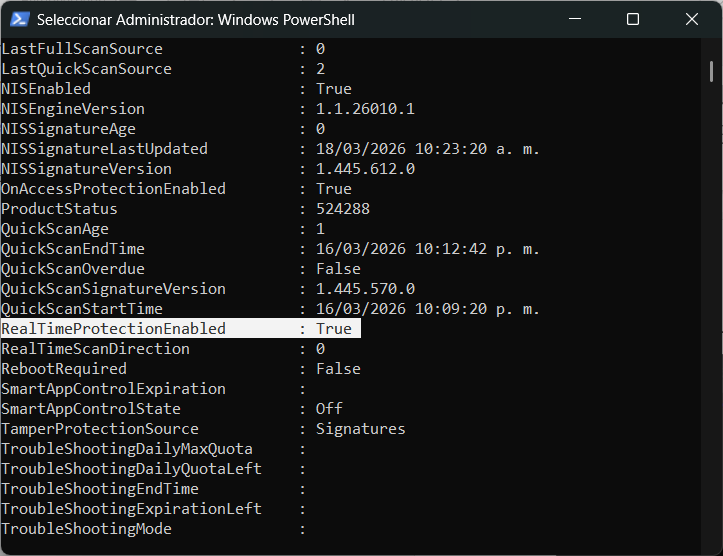 Seleccionar Administrador: Windows PowerShell
LastFullScanSource : 0
LastQuickScanSource : 2
NISEnabled : True
NISEngineVersion : 1.1.26010.1
NISSignatureAge : 0
NISSignatureLastUpdated : 18/03/2026 10:23:20 a. m.
NISSignatureVersion : 1.445.612.0
OnAccessProtectionEnabled : True
ProductStatus : 524288
QuickScanAge : 1
QuickScanEndTime : 16/03/2026 10:12:42 p. m.
QuickScanOverdue : False
QuickScanSignatureVersion : 1.445.570.0
QuickScanStartTime : 16/03/2026 10:09:20 p. m.
RealTimeProtectionEnabled : True
RealTimeScanDirection : 0
RebootRequired : False
SmartAppControlExpiration :
SmartAppControlState : Off
TamperProtectionSource : Signatures
TroubleShootingDailyMaxQuota :
TroubleShootingDailyQuotaLeft :
TroubleShootingEndTime :
TroubleShootingExpirationLeft :
TroubleShootingMode :